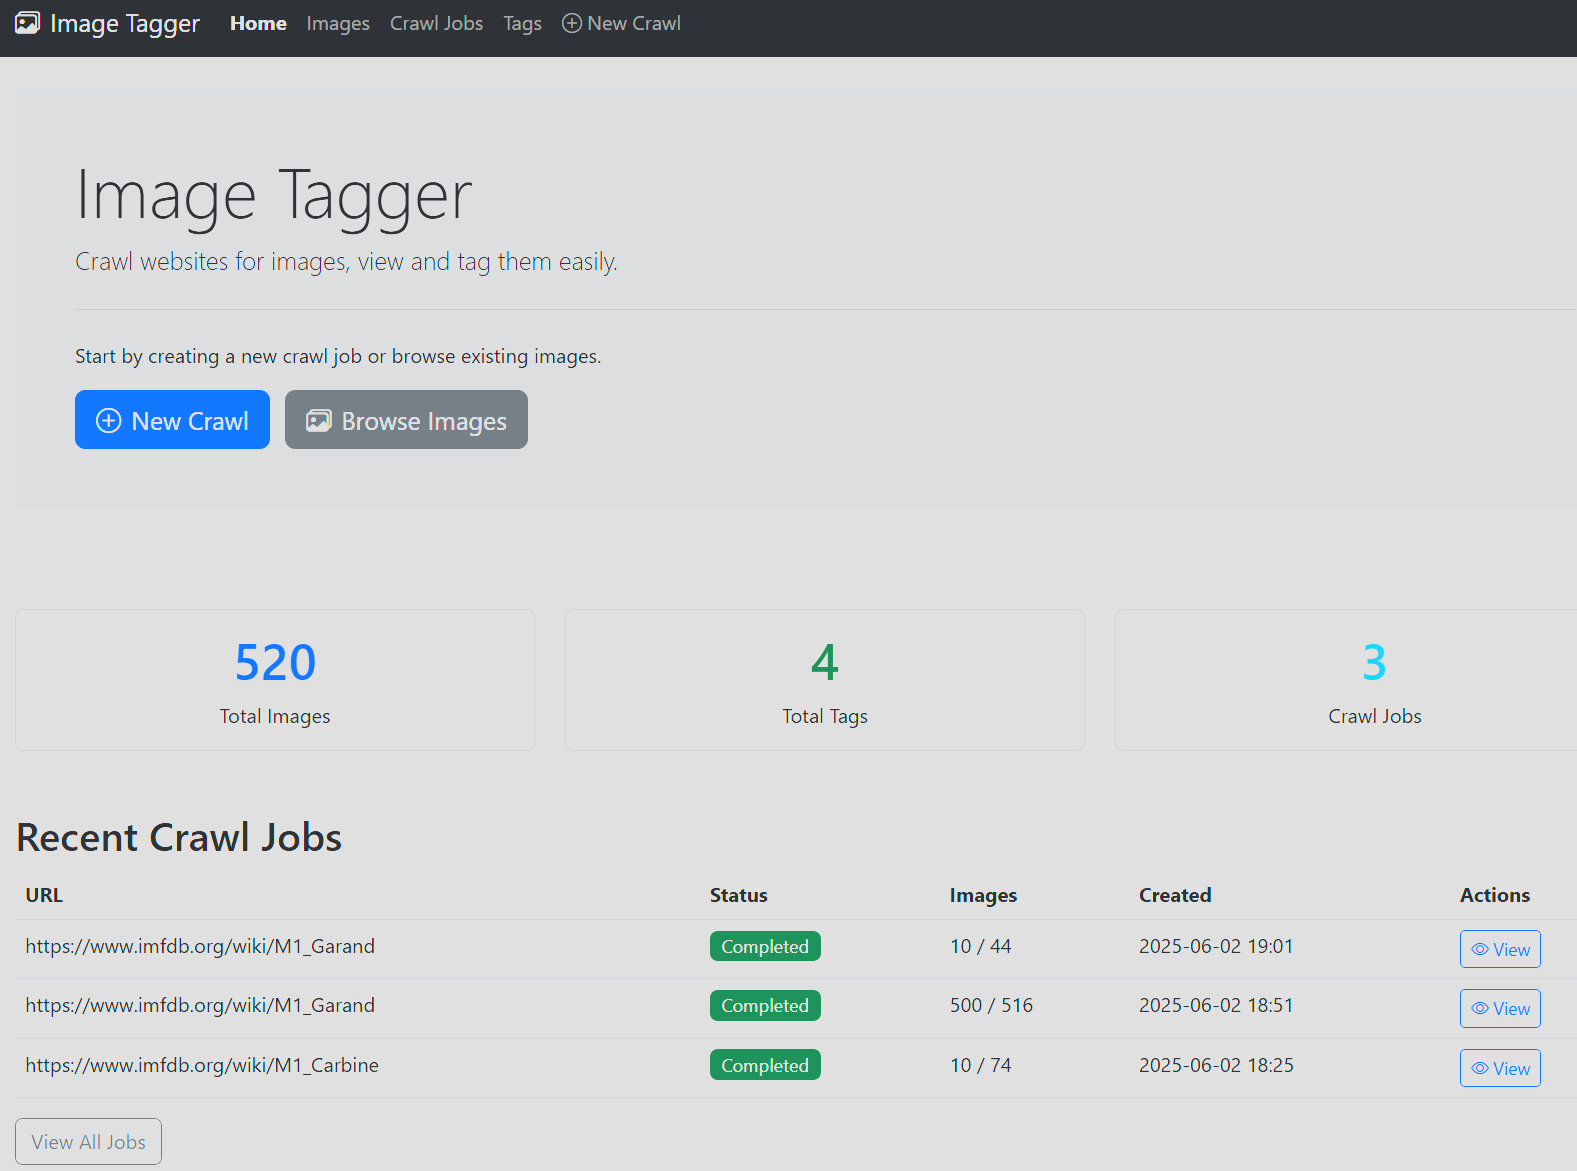 Image Tagger Home Images Crawl Jobs Tags New Crawl
Image Tagger
Crawl websites for images, view and tag them easily.
Start by creating a new crawl job or browse existing images.
New Crawl Browse Images
520 4 3
Total Images Total Tags Crawl Jobs
Recent Crawl Jobs
URL Status Images Created Actions
https://www.imfdb.org/wiki/M1_Garand Completed 10 / 44 2025-06-02 19:01 View
https://www.imfdb.org/wiki/M1_Garand Completed 500 / 516 2025-06-02 18:51 View
https://www.imfdb.org/wiki/M1_Carbine Completed 10 / 74 2025-06-02 18:25 View
View All Jobs